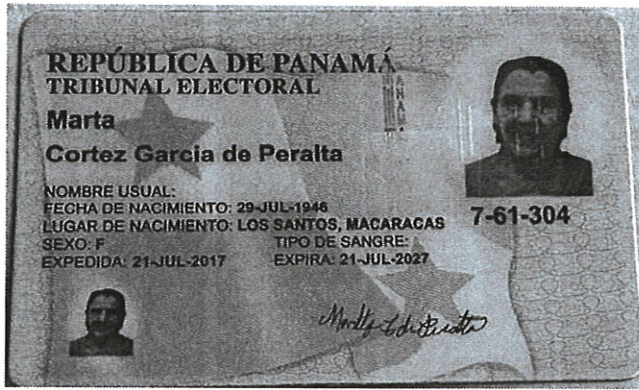 REPÚBLICA DE PANAMÁ
TRIBUNAL ELECTORAL
Marta
Cortez Garcia de Peralta
NOMBRE USUAL:
FECHA DE NACIMIENTO: 29-JUL-1946
LUGAR DE NACIMIENTO: LOS SANTOS, MACARACAS
SEXO: F TIPO DE SANGRE:
EXPEDIDA: 21-JUL-2017 EXPIRA: 21-JUL-2027
7-61-304